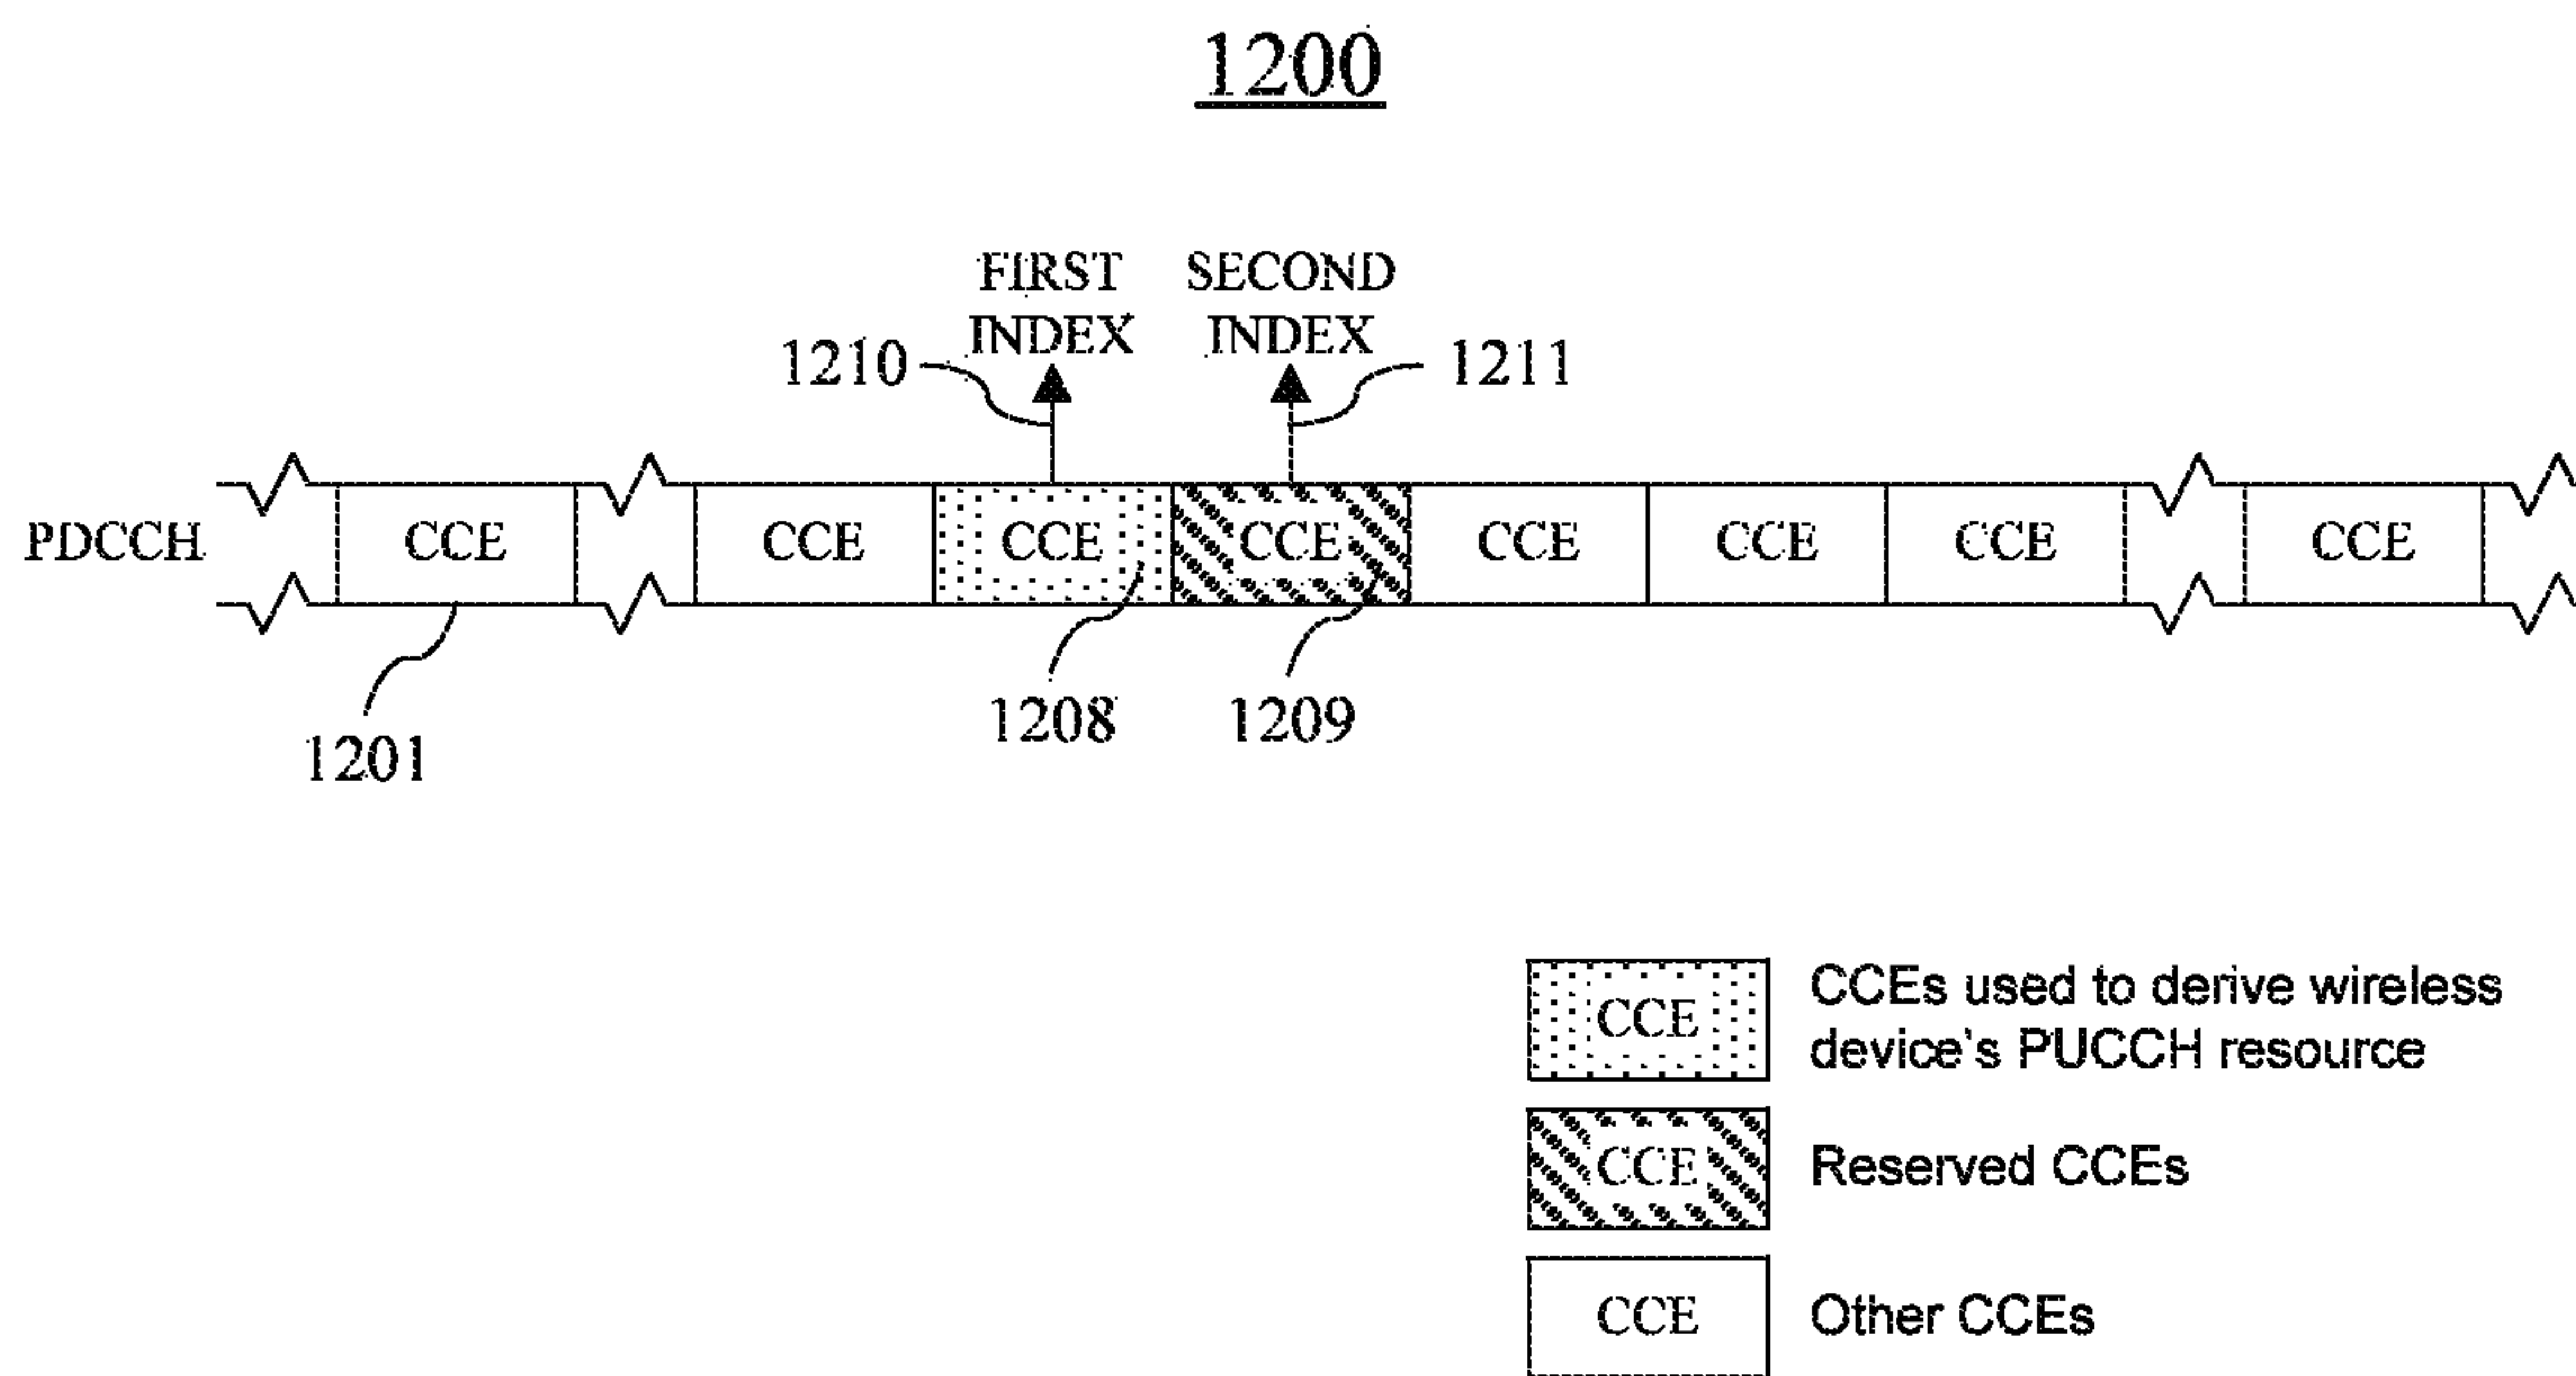 1200
FIRST INDEX
SECOND INDEX
1210
1211
PDCCH
CCE
CCE
CCE
CCE
CCE
CCE
CCE
CCE
1208
1209
1201
CCE
CCEs used to derive wireless
device's PUCCH resource
CCE
Reserved CCEs
CCE
Other CCEs